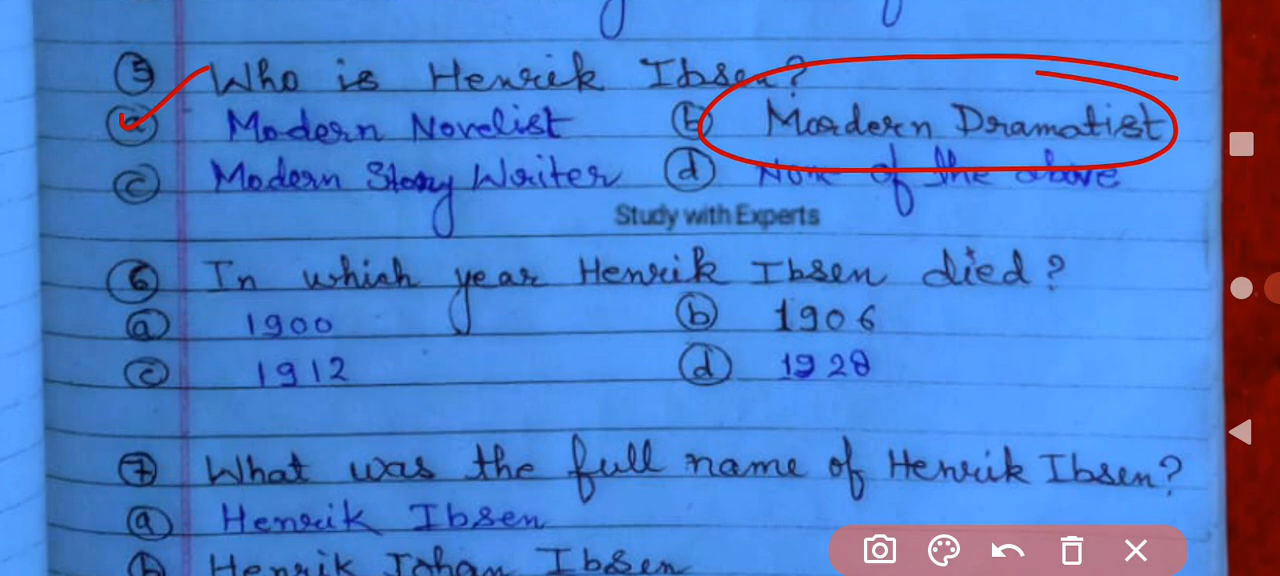 ⑤ Who is Henrik Ibsen?
ⓐ Modern Novelist ⓑ Mordern Dramatist
ⓒ Modern Story Writer ⓓ None of the above
Study with Experts
⑥ In which year Henrik Ibsen died?
ⓐ 1900 ⓑ 1906
ⓒ 1912 ⓓ 1928
⑦ What was the full name of Henrik Ibsen?
ⓐ Henrik Ibsen
ⓑ Henrik Johan Ibsen